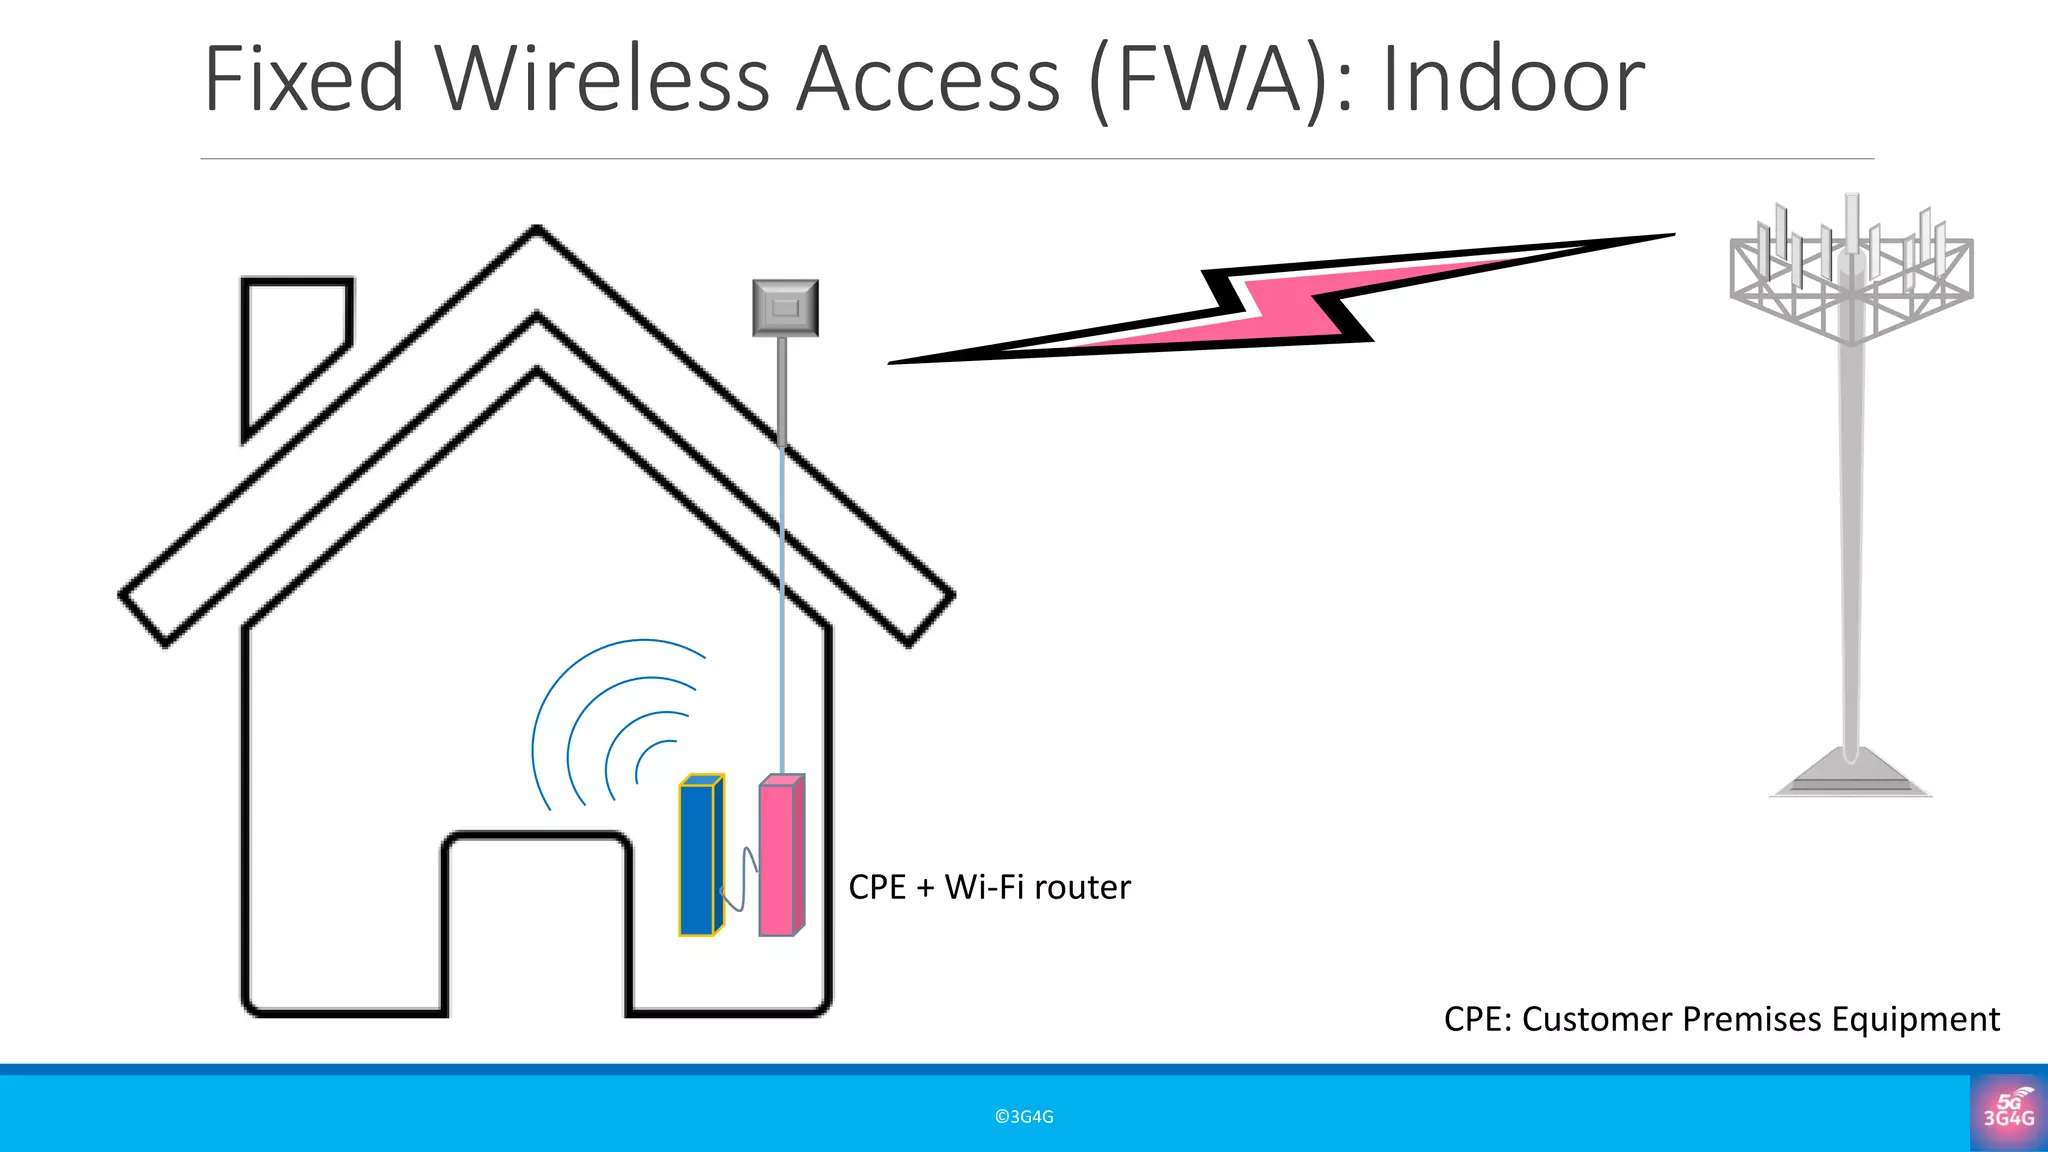 Fixed Wireless Access (FWA): Indoor
CPE + Wi-Fi router
CPE: Customer Premises Equipment
©3G4G
5G
3G4G